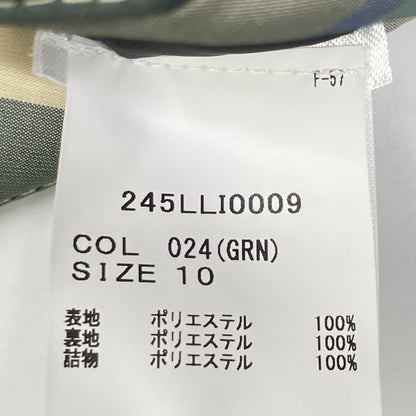 F-57
245LLI0009
COL 024(GRN)
SIZE 10
表地 ポリエステル 100%
裏地 ポリエステル 100%
詰物 ポリエステル 100%